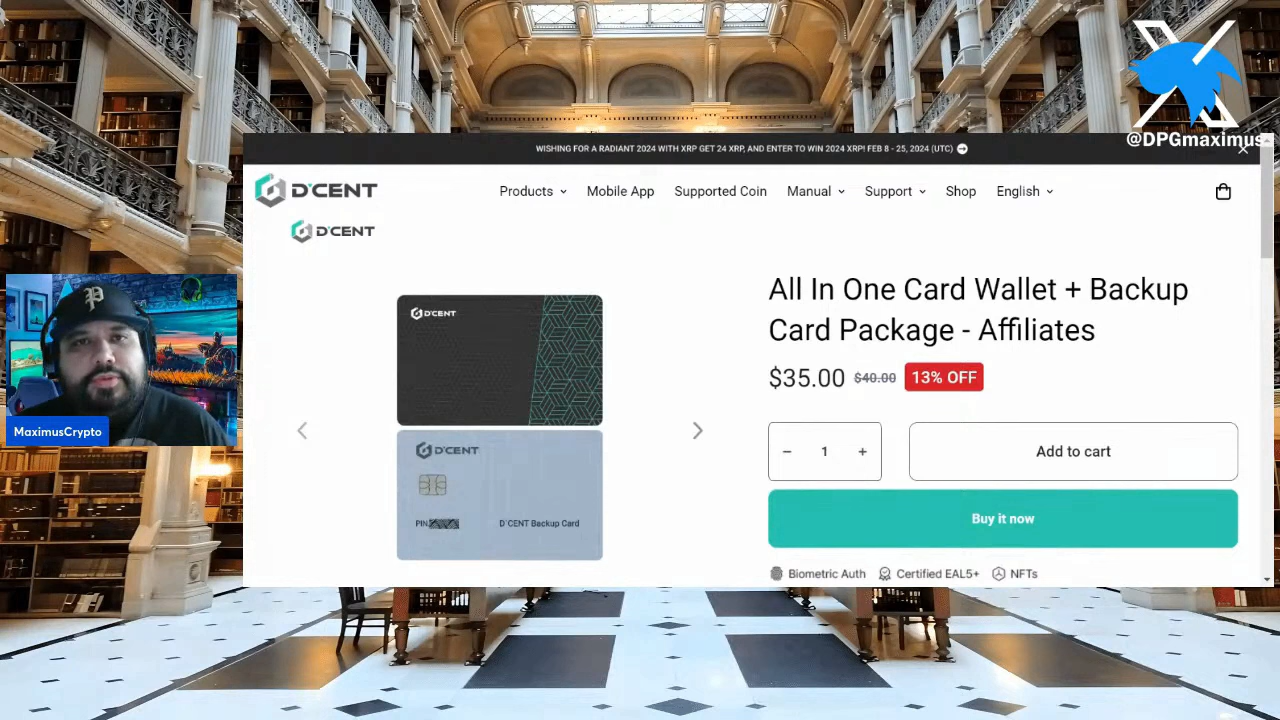 @DPGmaximus
WISHING FOR A RADIANT 2024 WITH XRP GET 24 XRP, AND ENTER TO WIN 2024 XRP! FEB 8 - 25, 2024 (UTC)
D'CENT
Products Mobile App Supported Coin Manual Support Shop English
D'CENT
All In One Card Wallet + Backup
Card Package - Affiliates
D'CENT
$35.00 $40.00 13% OFF
P
MaximusCrypto
D'CENT
1
Add to cart
PIN.
D'CENT Backup Card
Buy it now
Biometric Auth Certified EAL5+ NFTs